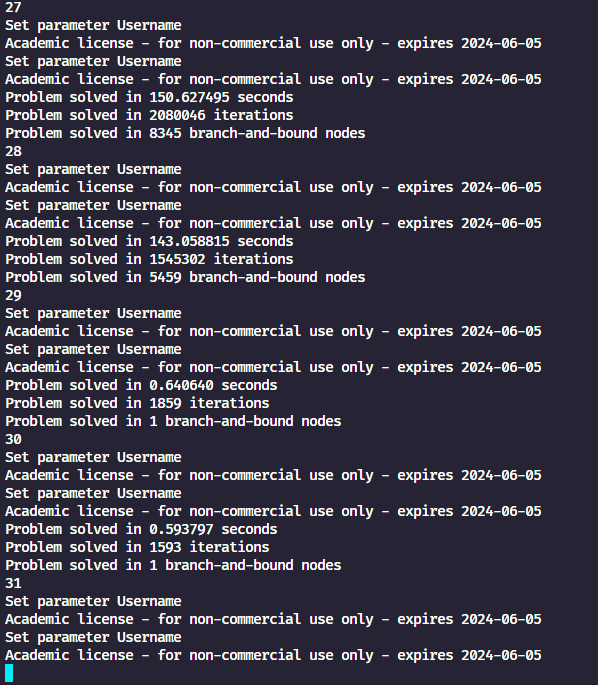 27
Set parameter Username
Academic license - for non-commercial use only - expires 2024-06-05
Set parameter Username
Academic license - for non-commercial use only - expires 2024-06-05
Problem solved in 150.627495 seconds
Problem solved in 2080046 iterations
Problem solved in 8345 branch-and-bound nodes
28
Set parameter Username
Academic license - for non-commercial use only - expires 2024-06-05
Set parameter Username
Academic license - for non-commercial use only - expires 2024-06-05
Problem solved in 143.058815 seconds
Problem solved in 1545302 iterations
Problem solved in 5459 branch-and-bound nodes
29
Set parameter Username
Academic license - for non-commercial use only - expires 2024-06-05
Set parameter Username
Academic license - for non-commercial use only - expires 2024-06-05
Problem solved in 0.640640 seconds
Problem solved in 1859 iterations
Problem solved in 1 branch-and-bound nodes
30
Set parameter Username
Academic license - for non-commercial use only - expires 2024-06-05
Set parameter Username
Academic license - for non-commercial use only - expires 2024-06-05
Problem solved in 0.593797 seconds
Problem solved in 1593 iterations
Problem solved in 1 branch-and-bound nodes
31
Set parameter Username
Academic license - for non-commercial use only - expires 2024-06-05
Set parameter Username
Academic license - for non-commercial use only - expires 2024-06-05